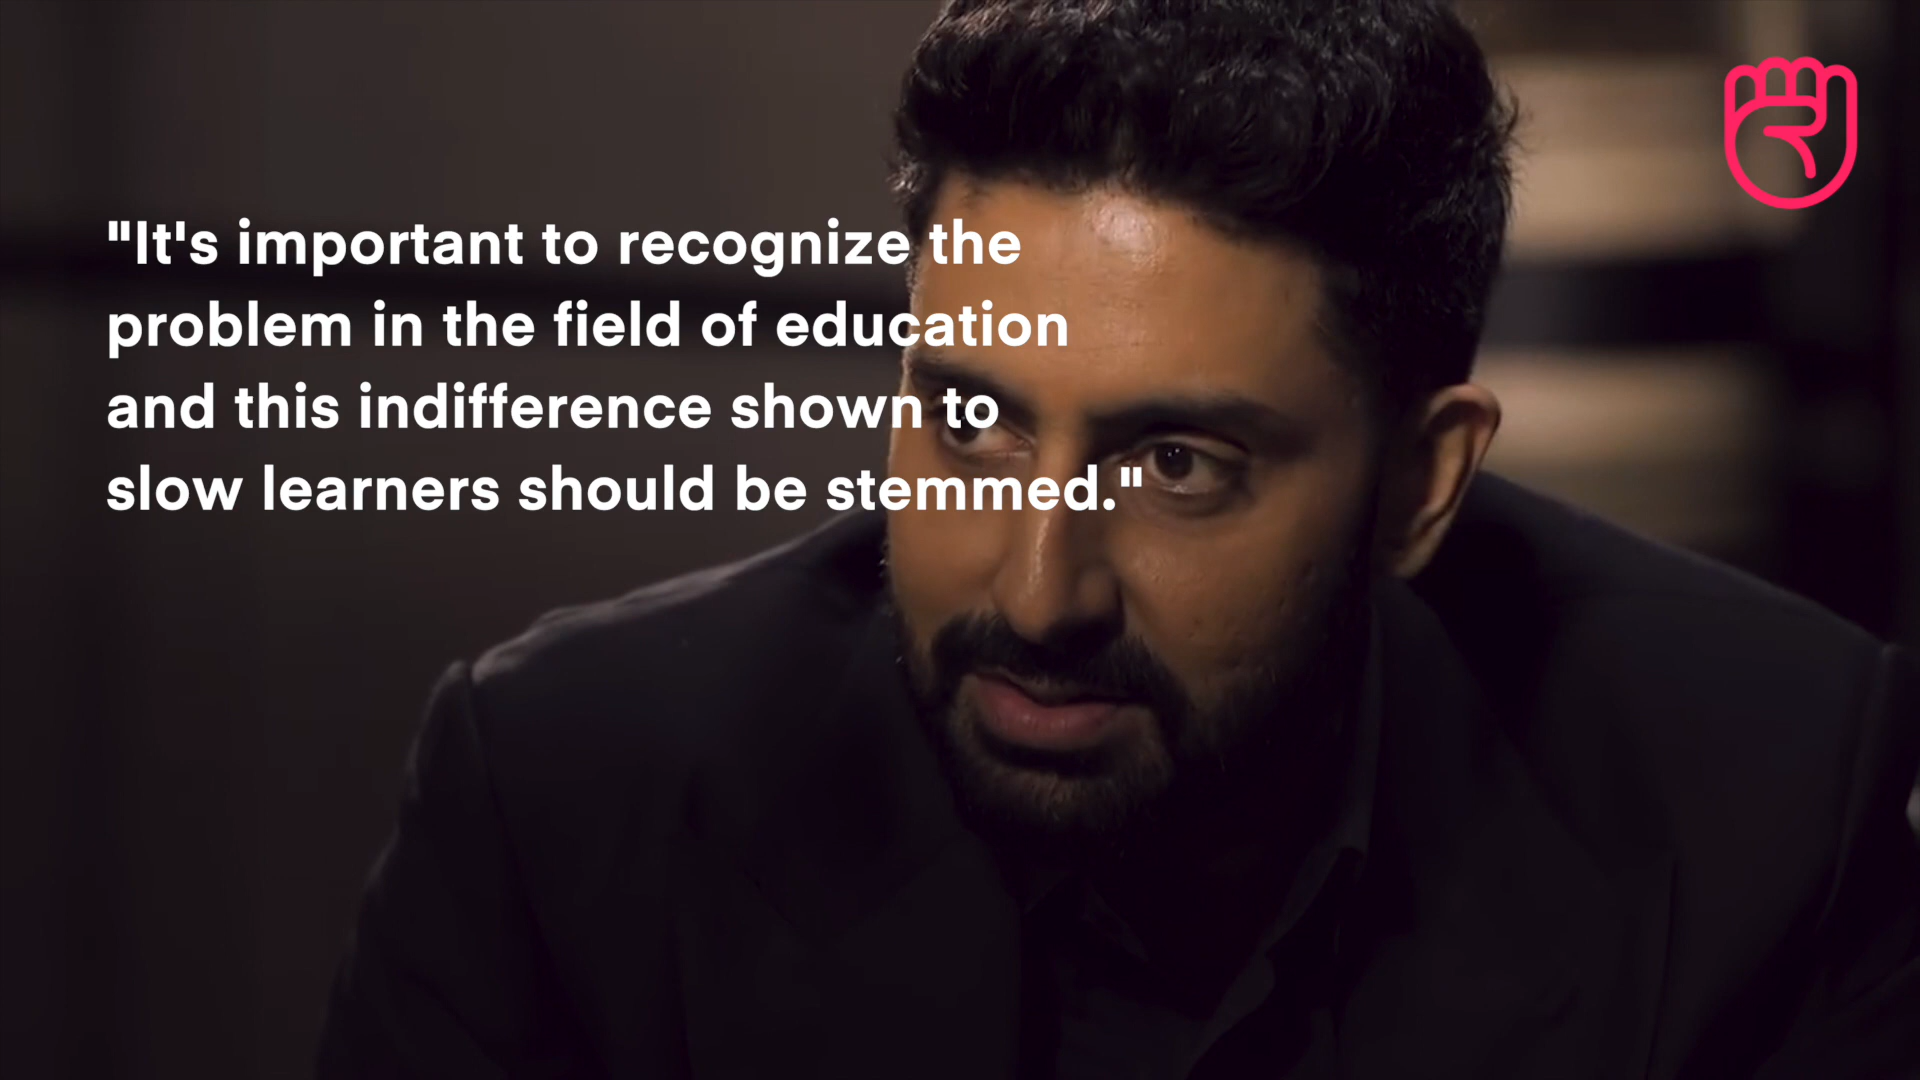 "It's important to recognize the
problem in the field of education
and this indifference shown to
slow learners should be stemmed."